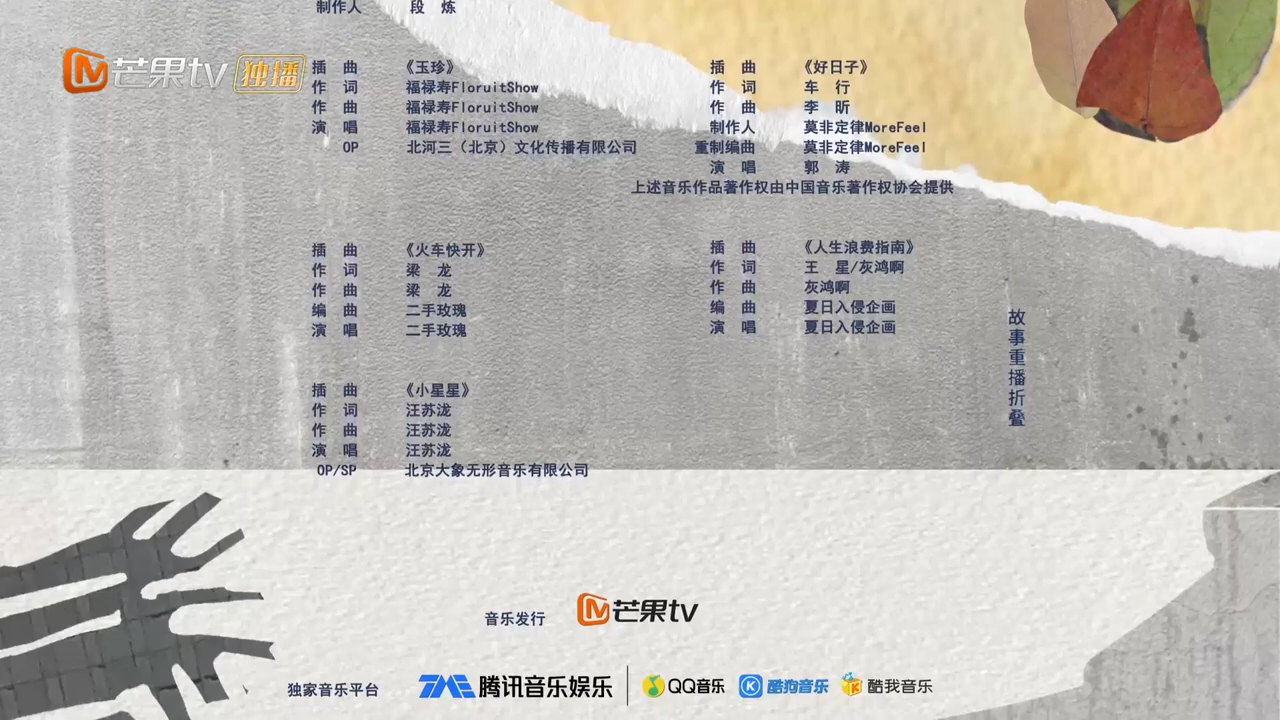 制作人 段 炼
芒果tv 独播
插 曲 《玉珍》
作 词 福禄寿FloruitShow
作 曲 福禄寿FloruitShow
演 唱 福禄寿FloruitShow
OP 北河三（北京）文化传播有限公司
插 曲 《好日子》
作 词 车 行
作 曲 李 昕
制作人 莫非定律MoreFeel
重制编曲 莫非定律MoreFeel
演 唱 郭 涛
上述音乐作品著作权由中国音乐著作权协会提供
插 曲 《火车快开》
作 词 梁 龙
作 曲 梁 龙
编 曲 二手玫瑰
演 唱 二手玫瑰
插 曲 《人生浪费指南》
作 词 王 星/灰鸿啊
作 曲 灰鸿啊
编 曲 夏日入侵企画
演 唱 夏日入侵企画
故事重播折叠
插 曲 《小星星》
作 词 汪苏泷
作 曲 汪苏泷
演 唱 汪苏泷
OP/SP 北京大象无形音乐有限公司
音乐发行 芒果tv
独家音乐平台 TME腾讯音乐娱乐 QQ音乐 酷狗音乐 酷我音乐